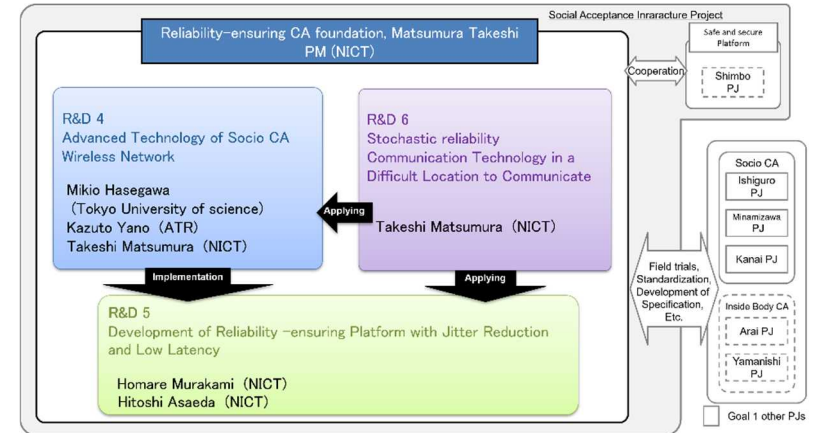 Social Acceptance Inraracture Project
Reliability-ensuring CA foundation, Matsumura Takeshi
PM (NICT)
Safe and secure
Platform
Shimbo
PJ
Cooperation
R&D 4
Advanced Technology of Socio CA
Wireless Network
Mikio Hasegawa
(Tokyo University of science)
Kazuto Yano (ATR)
Takeshi Matsumura (NICT)
Applying
R&D 6
Stochastic reliability
Communication Technology in a
Difficult Location to Communicate
Takeshi Matsumura (NICT)
Implementation
Applying
R&D 5
Development of Reliability -ensuring Platform with Jitter Reduction
and Low Latency
Homare Murakami (NICT)
Hitoshi Asaeda (NICT)
Field trials,
Standardization,
Development of
Specification,
Etc.
Socio CA
Ishiguro
PJ
Minamizawa
PJ
Kanai PJ
Inside Body CA
Arai PJ
Yamanishi
PJ
Goal 1 other PJs